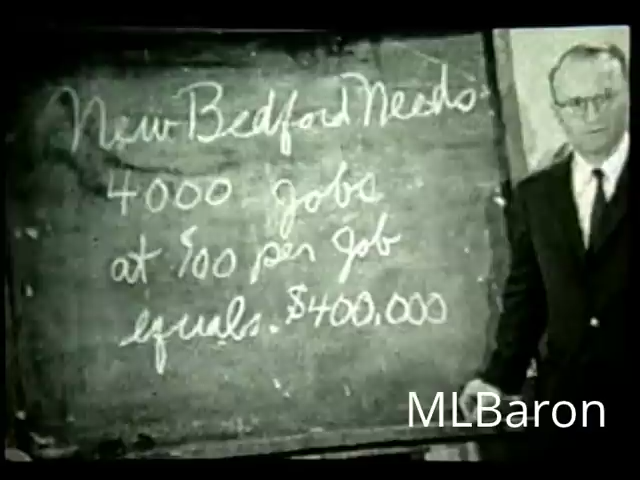 New Bedford Needs
4000 Jobs
at $100 per Job
equals. $400,000
MLBaron